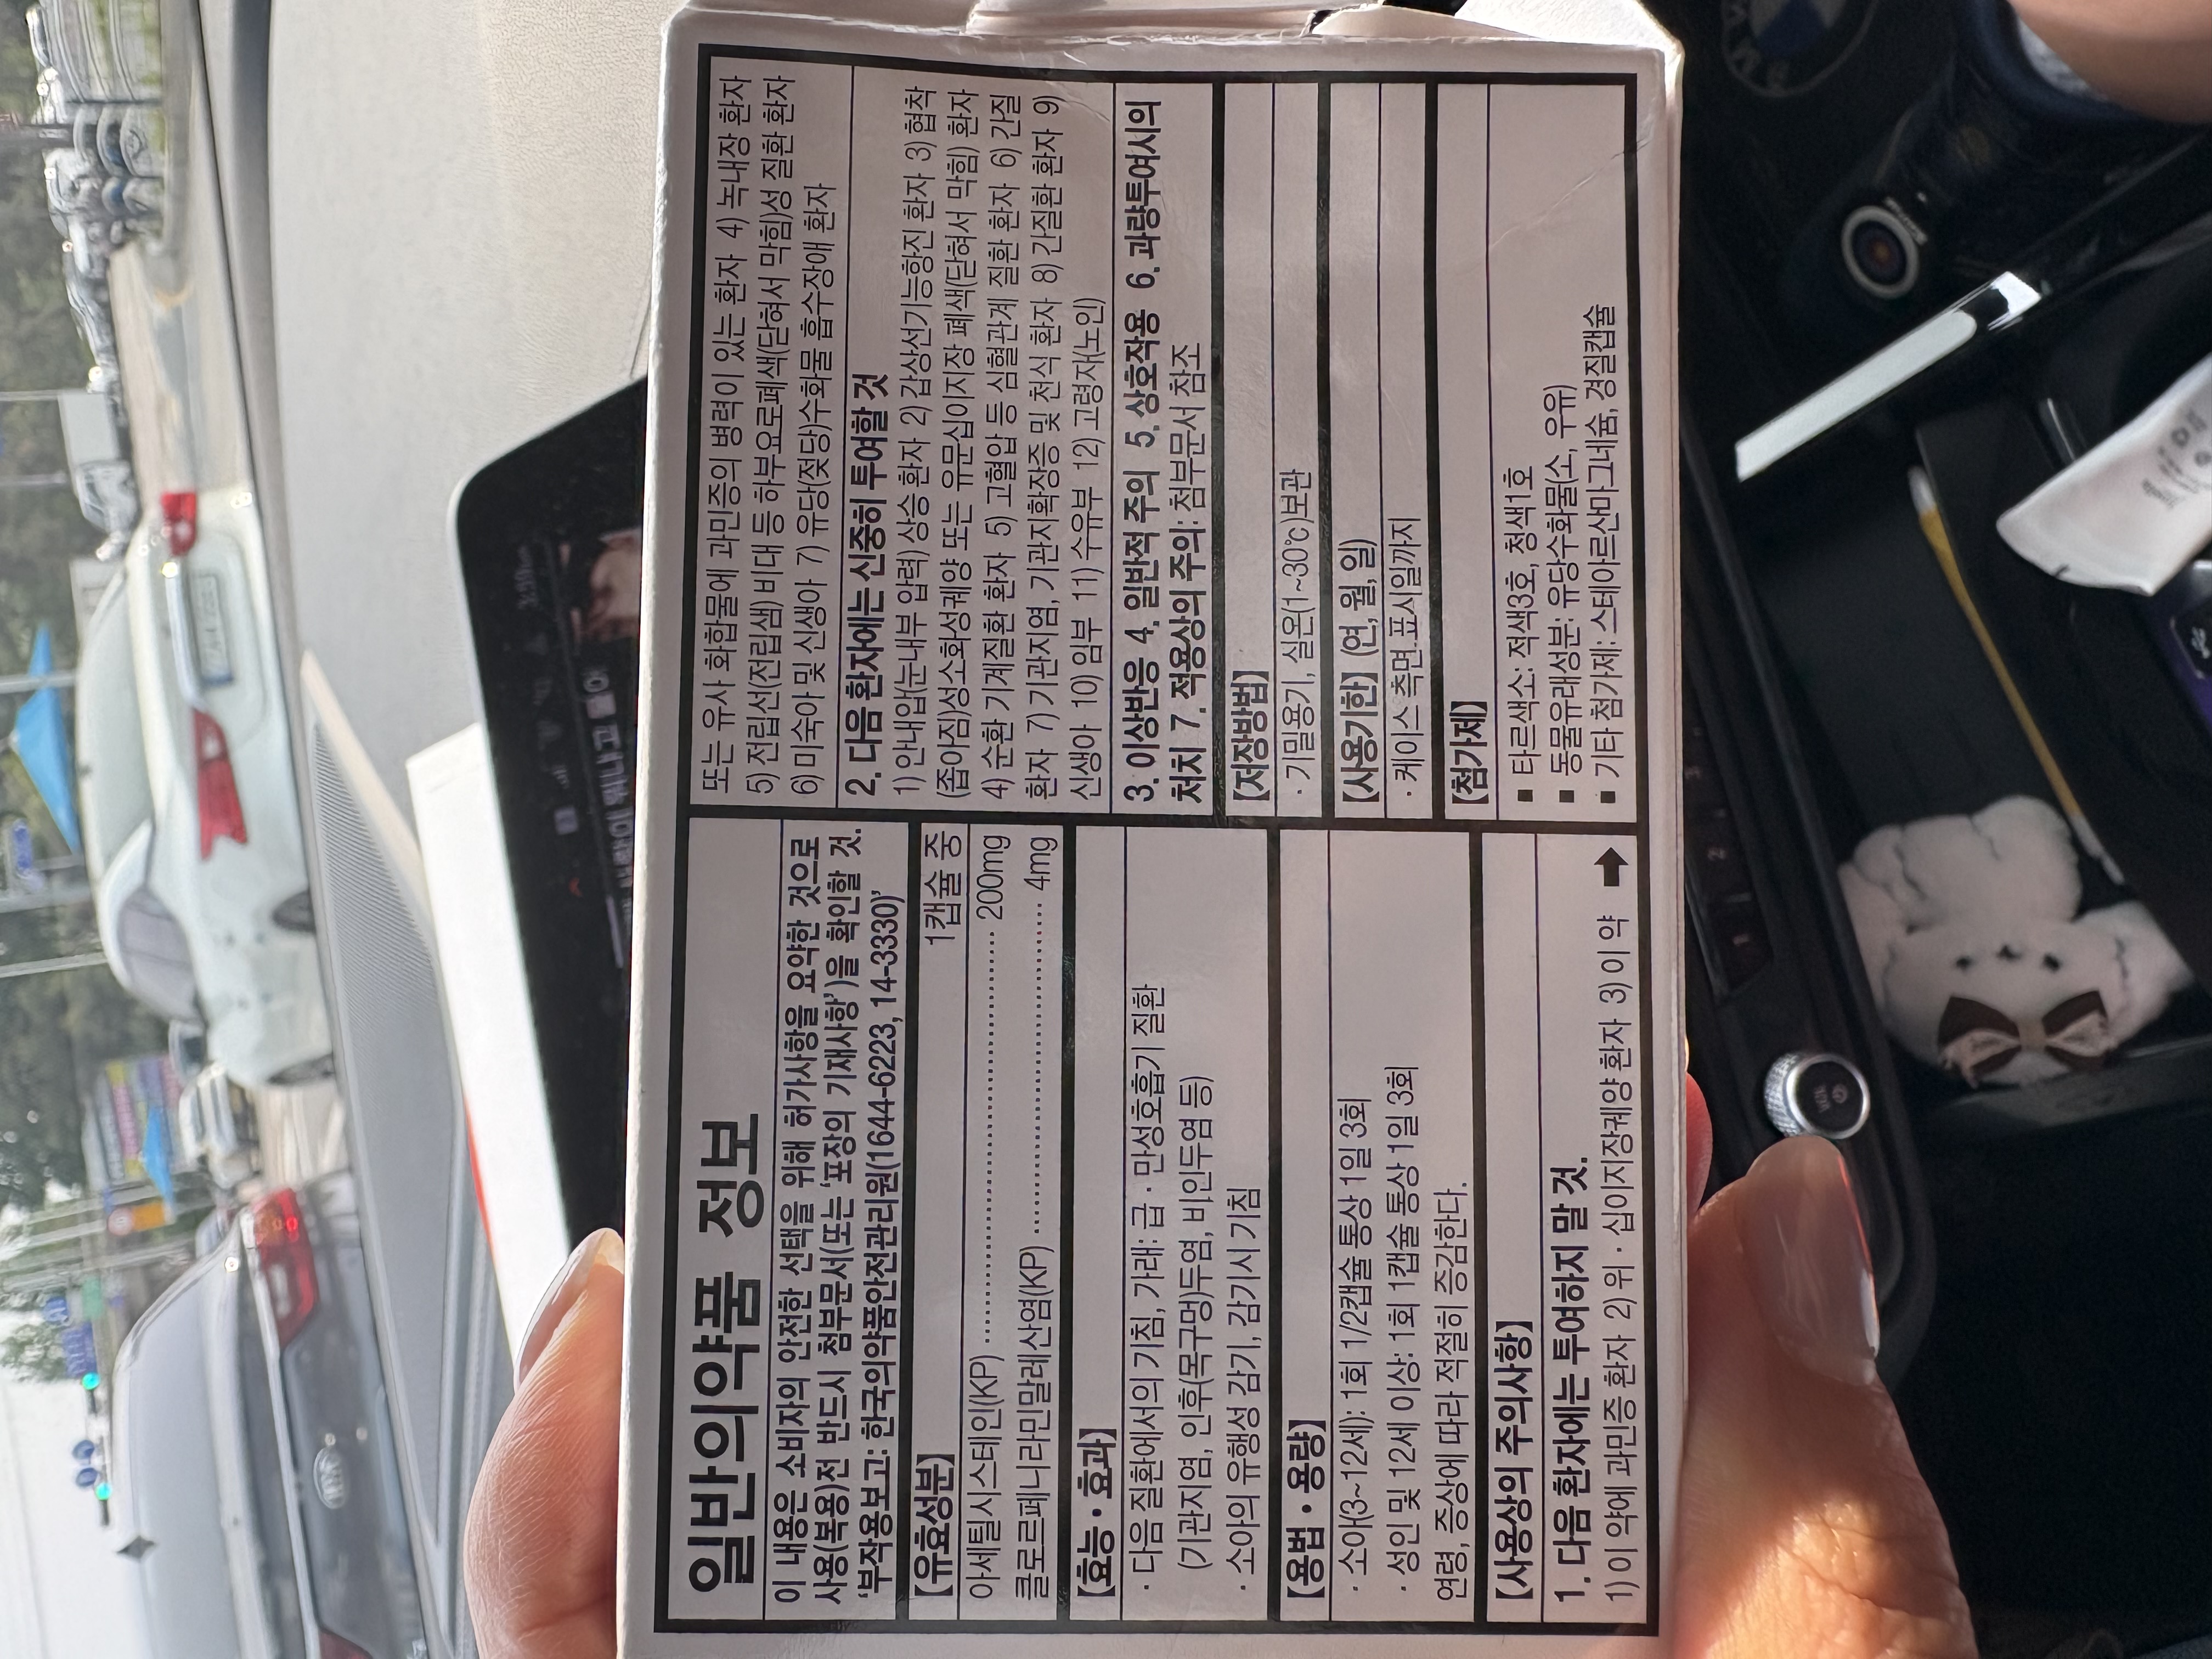 일반의약품 정보
이 내용은 소비자의 안전한 선택을 위해 허가사항을 요약한 것으로
사용(복용)전 반드시 첨부문서(또는 '포장의 기재사항')을 확인할 것.
'부작용보고: 한국의약품안전관리원(1644-6223, 14-3330)'
【유효성분】 1캡슐 중
아세틸시스테인(KP) 200mg
클로르페니라민말레산염(KP) 4mg
【효능·효과】
· 다음 질환에서의 기침, 가래: 급·만성호흡기 질환
(기관지염, 인후(목구멍)두염, 비인두염 등)
· 소아의 유행성 감기, 감기시 기침
【용법·용량】
· 소아(3~12세): 1회 1/2캡슐 통상 1일 3회
· 성인 및 12세 이상: 1회 1캡슐 통상 1일 3회
연령, 증상에 따라 적절히 증감한다.
【사용상의 주의사항】
1. 다음 환자에는 투여하지 말 것.
1) 이 약에 과민증 환자 2) 위·십이지장궤양 환자 3) 이 약
또는 유사 화합물에 과민증의 병력이 있는 환자 4) 녹내장 환자
5) 전립선(전립샘) 비대 등 하부요로폐색(닫혀서 막힘)성 질환 환자
6) 미숙아 및 신생아 7) 유당(젖당)수화물 흡수장애 환자
2. 다음 환자에는 신중히 투여할 것
1) 안내압(눈내부 압력) 상승 환자 2) 갑상선기능항진 환자 3) 협착
(좁아짐)성소화성궤양 또는 유문십이지장 폐색(닫혀서 막힘) 환자
4) 순환기계질환 환자 5) 고혈압 등 심혈관계 질환 환자 6) 간질
환자 7) 기관지염, 기관지확장증 및 천식 환자 8) 간질환 환자 9)
신생아 10) 임부 11) 수유부 12) 고령자(노인)
3. 이상반응 4. 일반적 주의 5. 상호작용 6. 과량투여시의
처치 7. 적용상의 주의: 첨부문서 참조
【저장방법】
· 기밀용기, 실온(1~30℃)보관
【사용기한】 (연, 월, 일)
· 케이스 측면 표시일까지
【첨가제】
■ 타르색소: 적색3호, 청색1호
■ 동물유래성분: 유당수화물(소, 우유)
■ 기타 첨가제: 스테아르산마그네슘, 경질캡슐